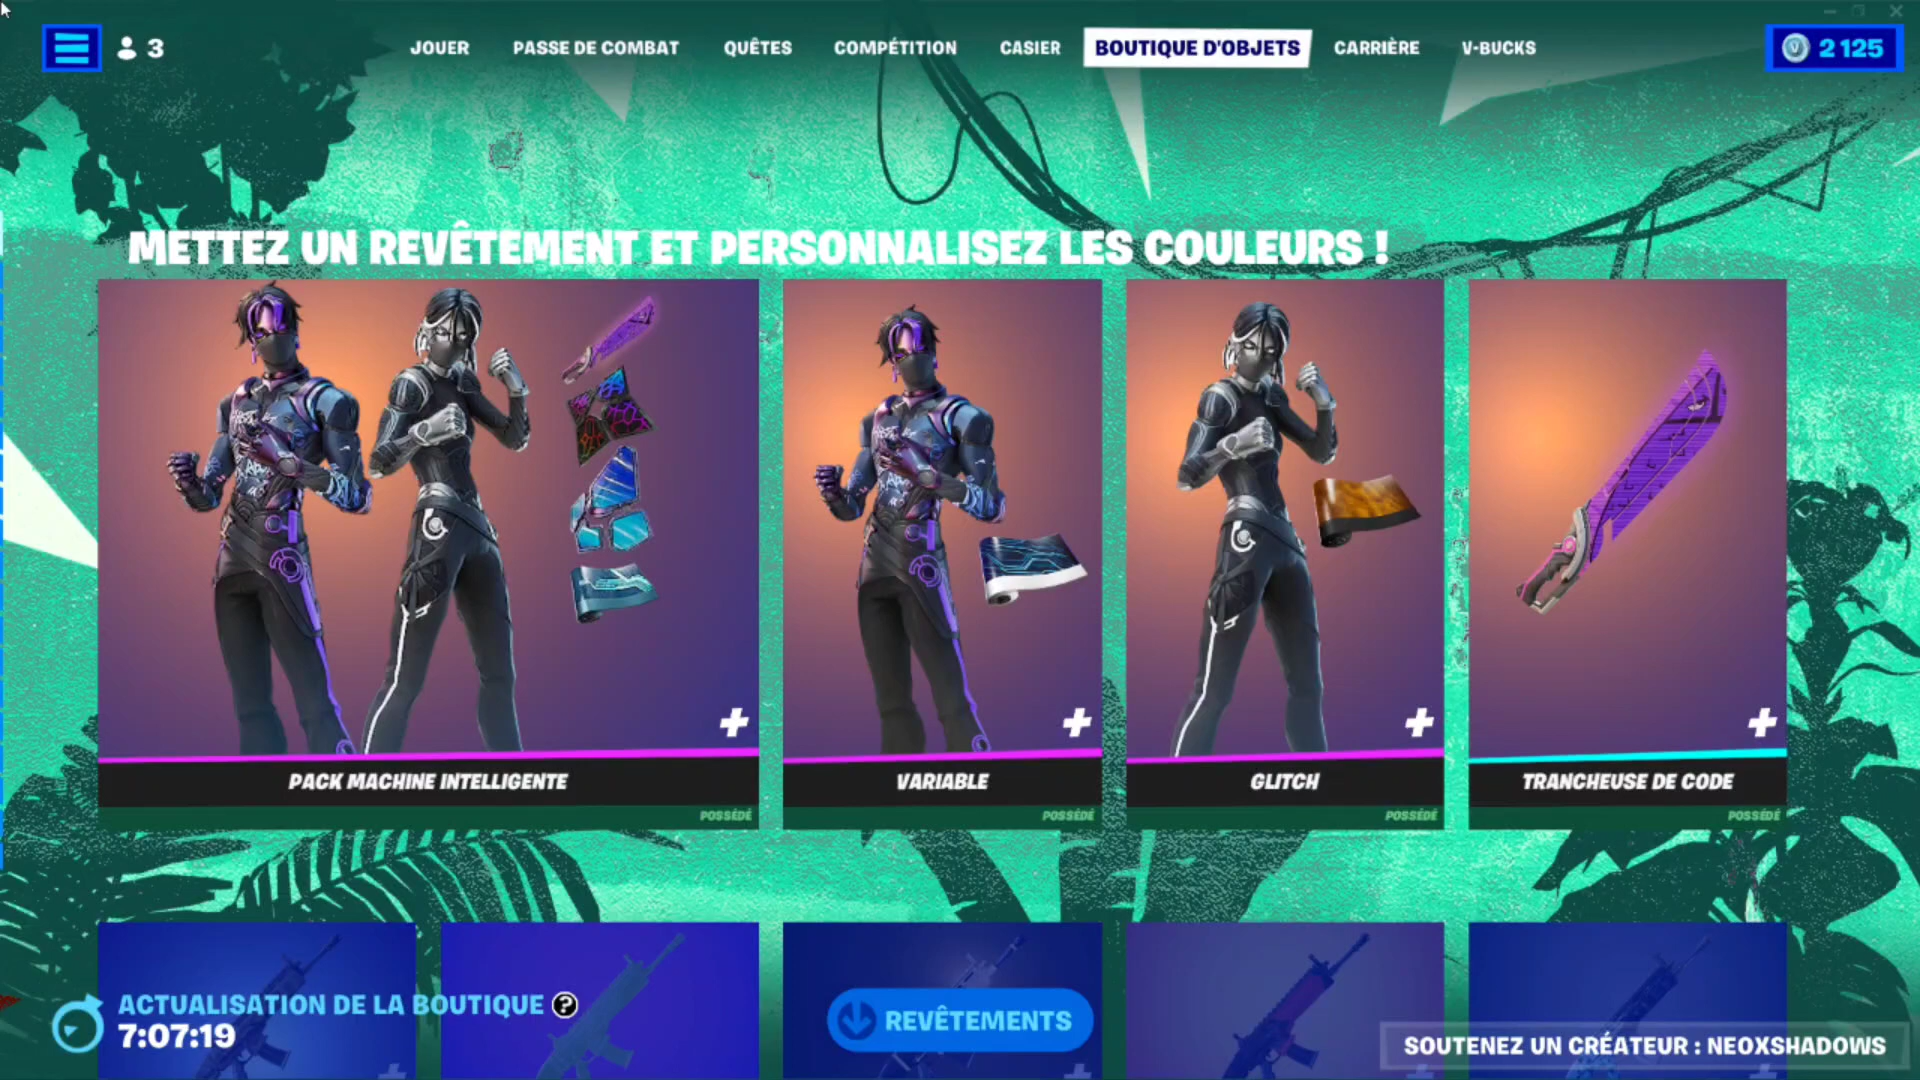 3
JOUER
PASSE DE COMBAT
QUÊTES
COMPÉTITION
CASIER
BOUTIQUE D'OBJETS
CARRIÈRE
V-BUCKS
2 125
METTEZ UN REVÊTEMENT ET PERSONNALISEZ LES COULEURS !
PACK MACHINE INTELLIGENTE
POSSÉDÉ
VARIABLE
POSSÉDÉ
GLITCH
POSSÉDÉ
TRANCHEUSE DE CODE
POSSÉDÉ
ACTUALISATION DE LA BOUTIQUE ?
7:07:19
REVÊTEMENTS
SOUTENEZ UN CRÉATEUR : NEOXSHADOWS